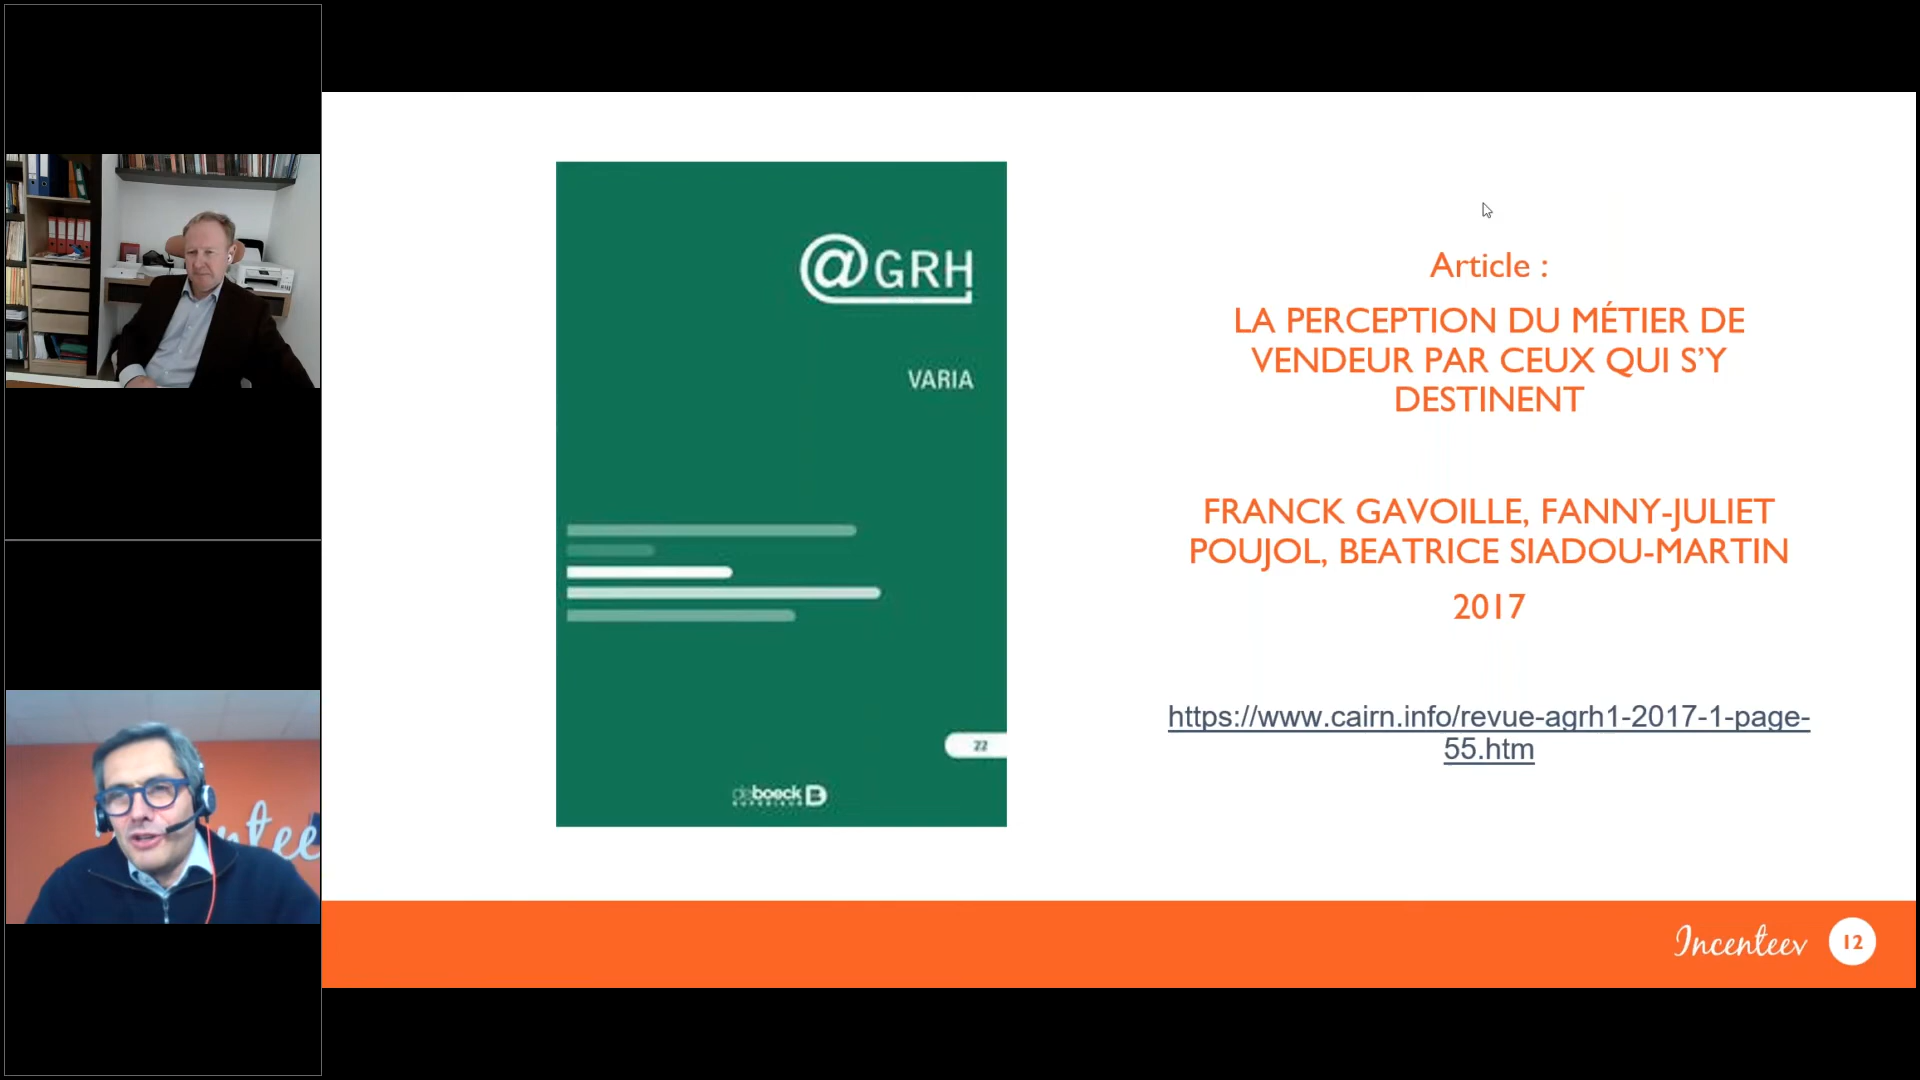 @GRH
VARIA
22
deboeck B
SUPÉRIEUR
Article :
LA PERCEPTION DU MÉTIER DE
VENDEUR PAR CEUX QUI S’Y
DESTINENT
FRANCK GAVOILLE, FANNY-JULIET
POUJOL, BEATRICE SIADOU-MARTIN
2017
https://www.cairn.info/revue-agrh1-2017-1-page-
55.htm
Incenteev
12